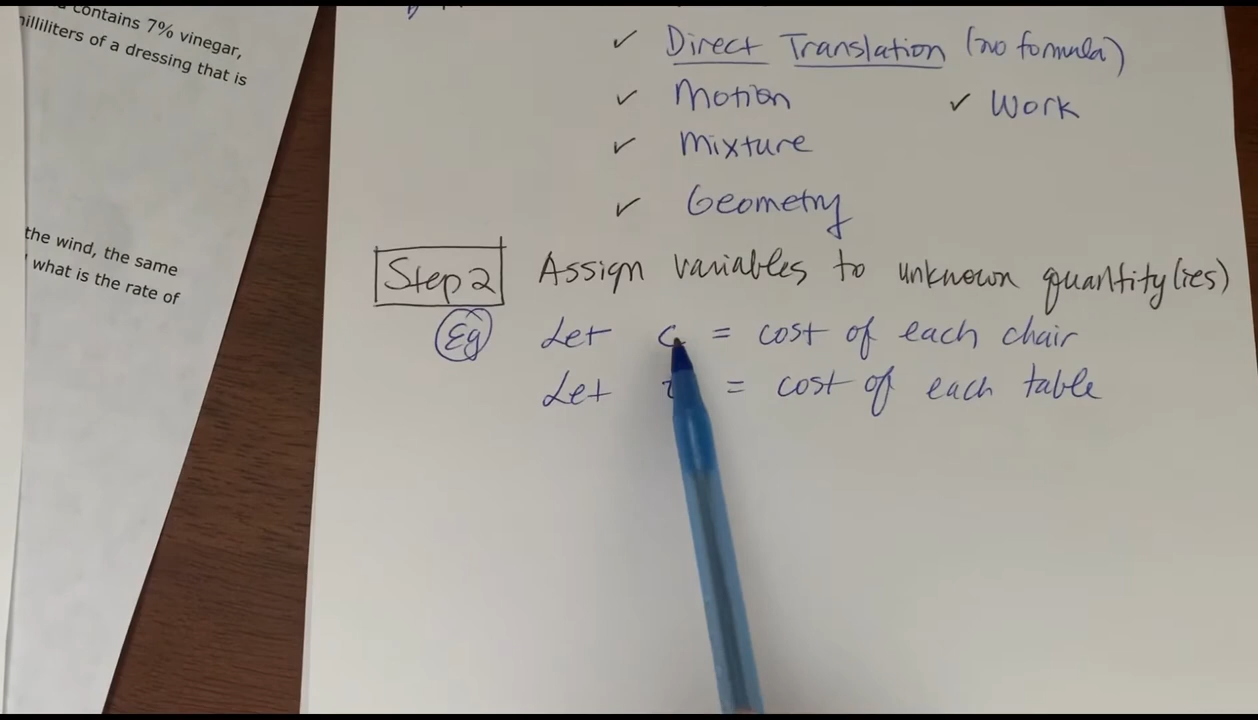 contains 7% vinegar,
milliliters of a dressing that is
the wind, the same
what is the rate of
✓ Direct Translation (no formula)
✓ Motion ✓ Work
✓ Mixture
✓ Geometry
Step 2 Assign variables to unknown quantity(ies)
Eg Let c = cost of each chair
Let = cost of each table